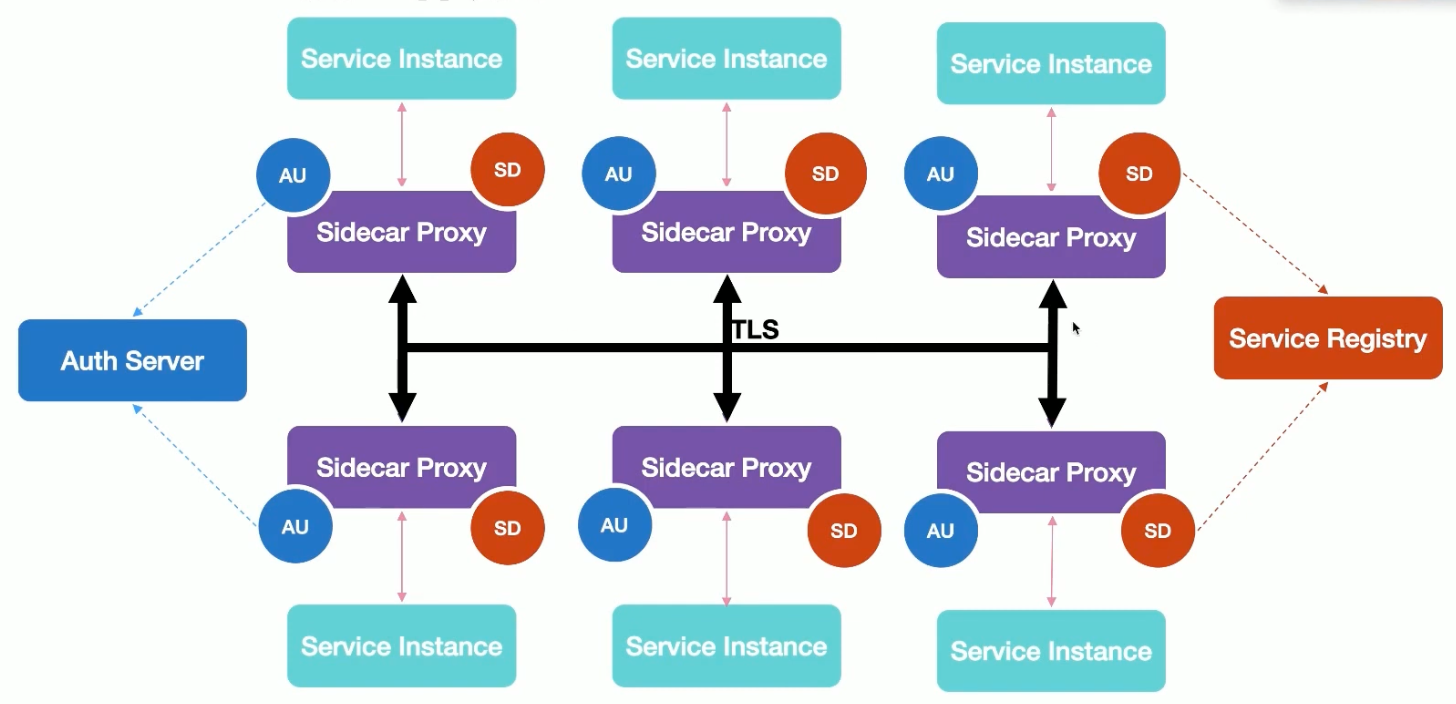 Service Instance
Service Instance
Service Instance
AU
SD
AU
SD
AU
SD
Sidecar Proxy
Sidecar Proxy
Sidecar Proxy
TLS
Auth Server
Service Registry
Sidecar Proxy
Sidecar Proxy
Sidecar Proxy
AU
SD
AU
SD
AU
SD
Service Instance
Service Instance
Service Instance